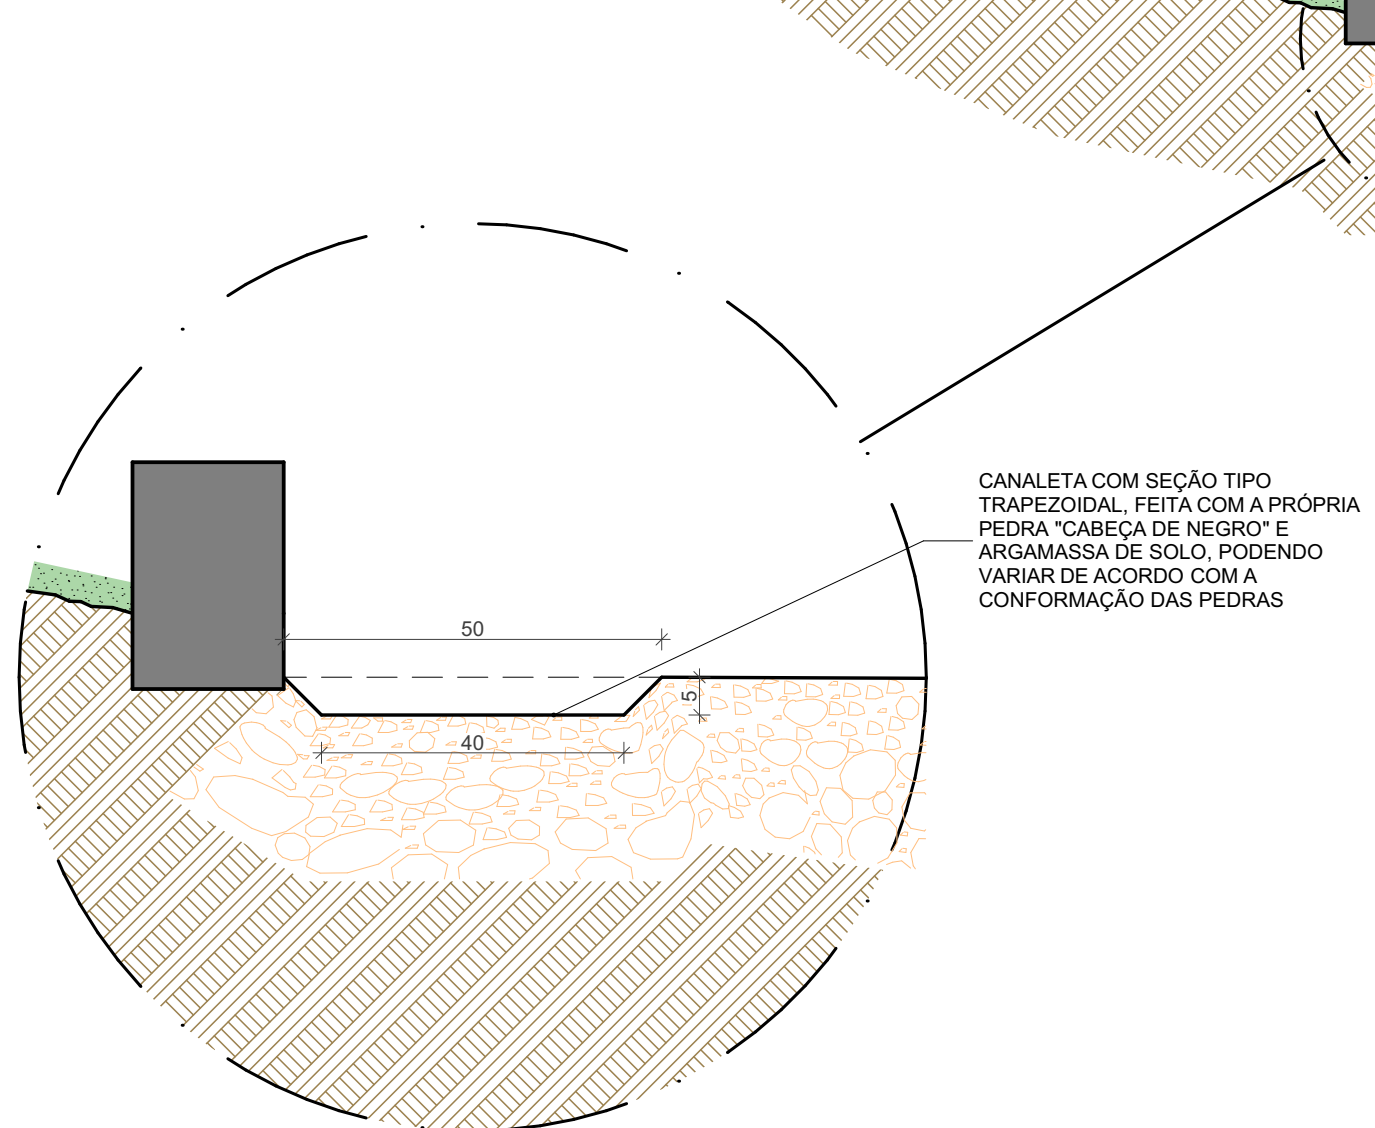 CANALETA COM SEÇÃO TIPO
TRAPEZOIDAL, FEITA COM A PRÓPRIA
PEDRA "CABEÇA DE NEGRO" E
ARGAMASSA DE SOLO, PODENDO
VARIAR DE ACORDO COM A
CONFORMAÇÃO DAS PEDRAS
50
5
40